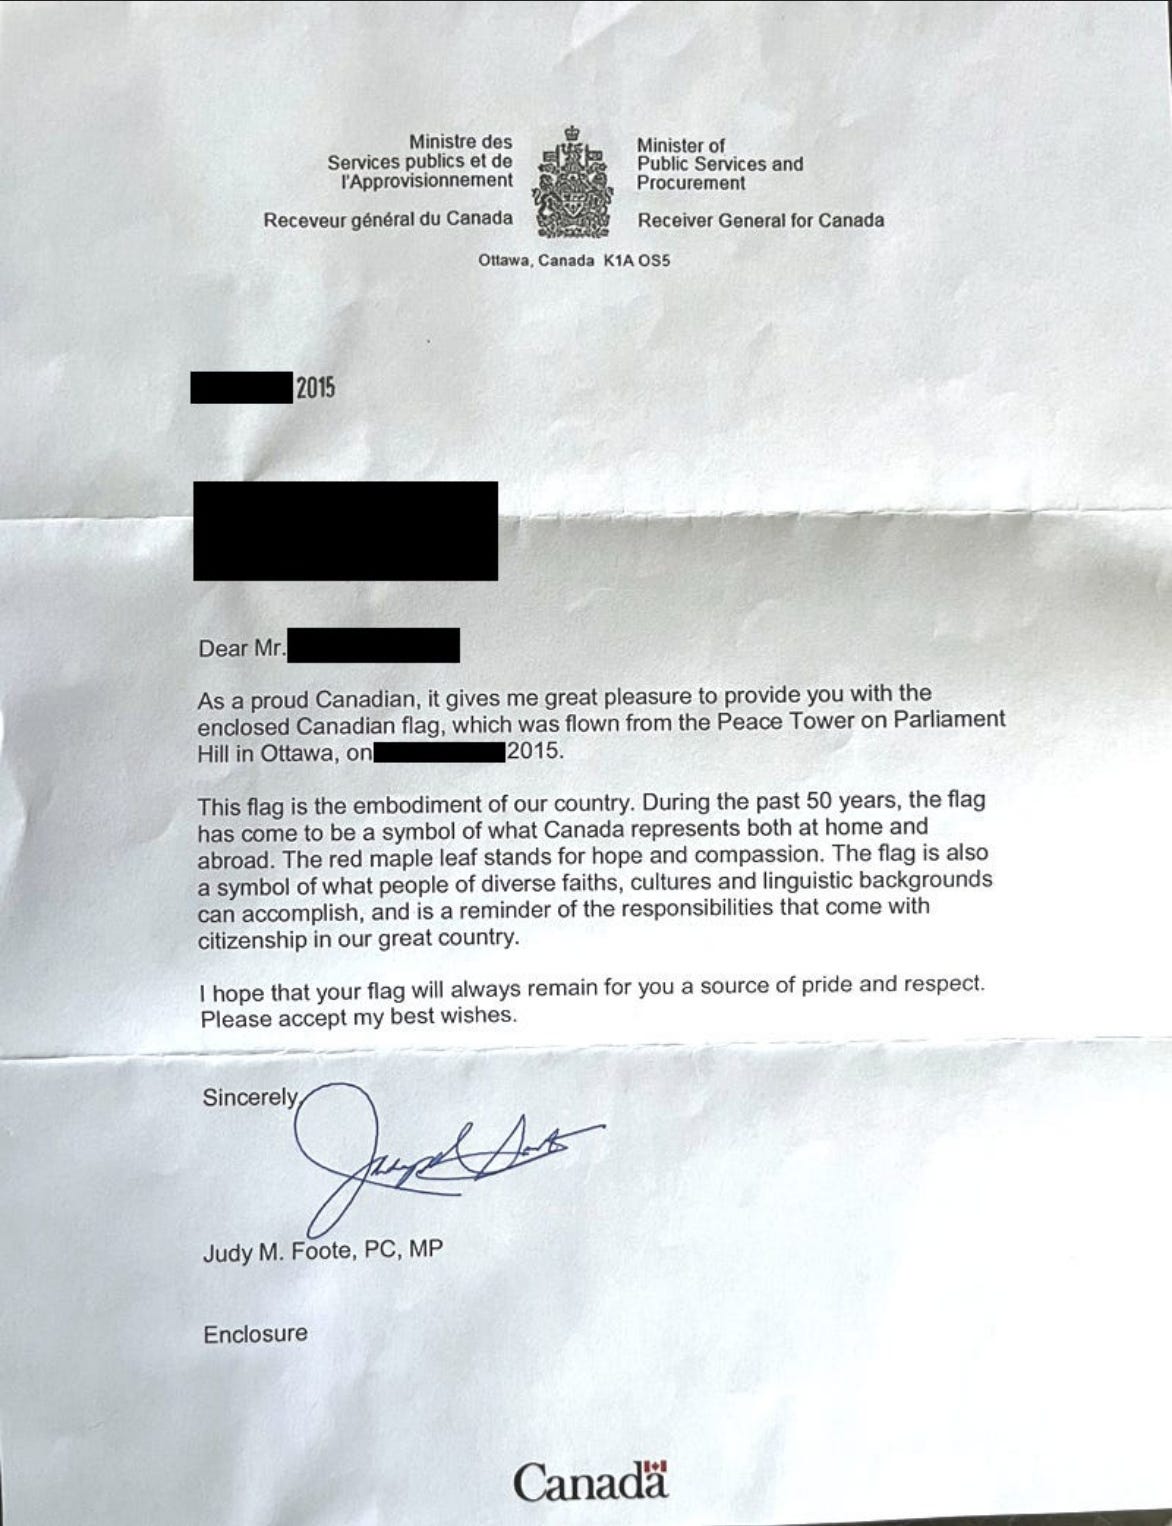 Ministre des
Services publics et de
l'Approvisionnement
Receveur général du Canada
Minister of
Public Services and
Procurement
Receiver General for Canada
Ottawa, Canada K1A OS5
2015
Dear Mr.
As a proud Canadian, it gives me great pleasure to provide you with the
enclosed Canadian flag, which was flown from the Peace Tower on Parliament
Hill in Ottawa, on 2015.
This flag is the embodiment of our country. During the past 50 years, the flag
has come to be a symbol of what Canada represents both at home and
abroad. The red maple leaf stands for hope and compassion. The flag is also
a symbol of what people of diverse faiths, cultures and linguistic backgrounds
can accomplish, and is a reminder of the responsibilities that come with
citizenship in our great country.
I hope that your flag will always remain for you a source of pride and respect.
Please accept my best wishes.
Sincerely,
Judy M. Foote, PC, MP
Enclosure
Canada